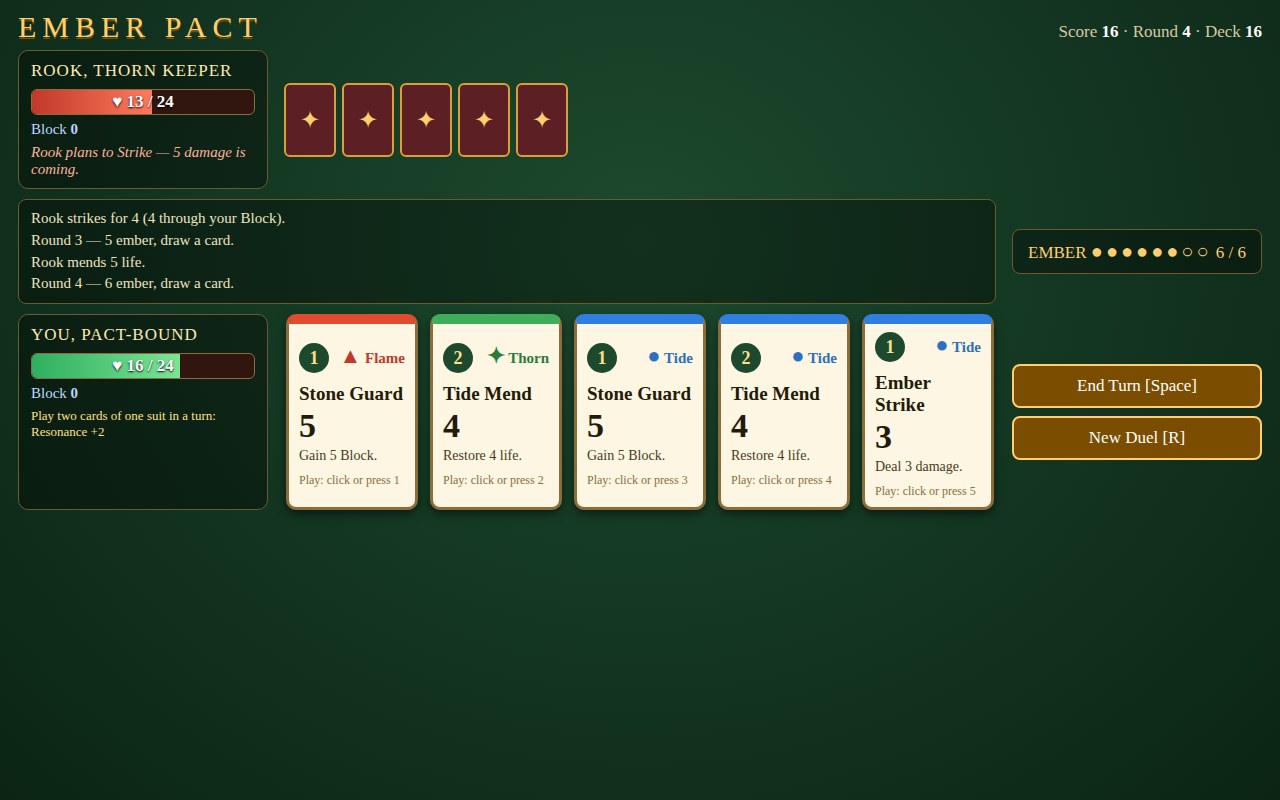 EMBER PACT
Score 16 · Round 4 · Deck 16
ROOK, THORN KEEPER
♥ 13 / 24
Block 0
Rook plans to Strike — 5 damage is
coming.
Rook strikes for 4 (4 through your Block).
Round 3 — 5 ember, draw a card.
Rook mends 5 life.
Round 4 — 6 ember, draw a card.
EMBER ●●●●●●○○ 6 / 6
YOU, PACT-BOUND
♥ 16 / 24
Block 0
Play two cards of one suit in a turn:
Resonance +2
1 ▲ Flame
Stone Guard
5
Gain 5 Block.
Play: click or press 1
2 ✦ Thorn
Tide Mend
4
Restore 4 life.
Play: click or press 2
1 ● Tide
Stone Guard
5
Gain 5 Block.
Play: click or press 3
2 ● Tide
Tide Mend
4
Restore 4 life.
Play: click or press 4
1 ● Tide
Ember
Strike
3
Deal 3 damage.
Play: click or press 5
End Turn [Space]
New Duel [R]